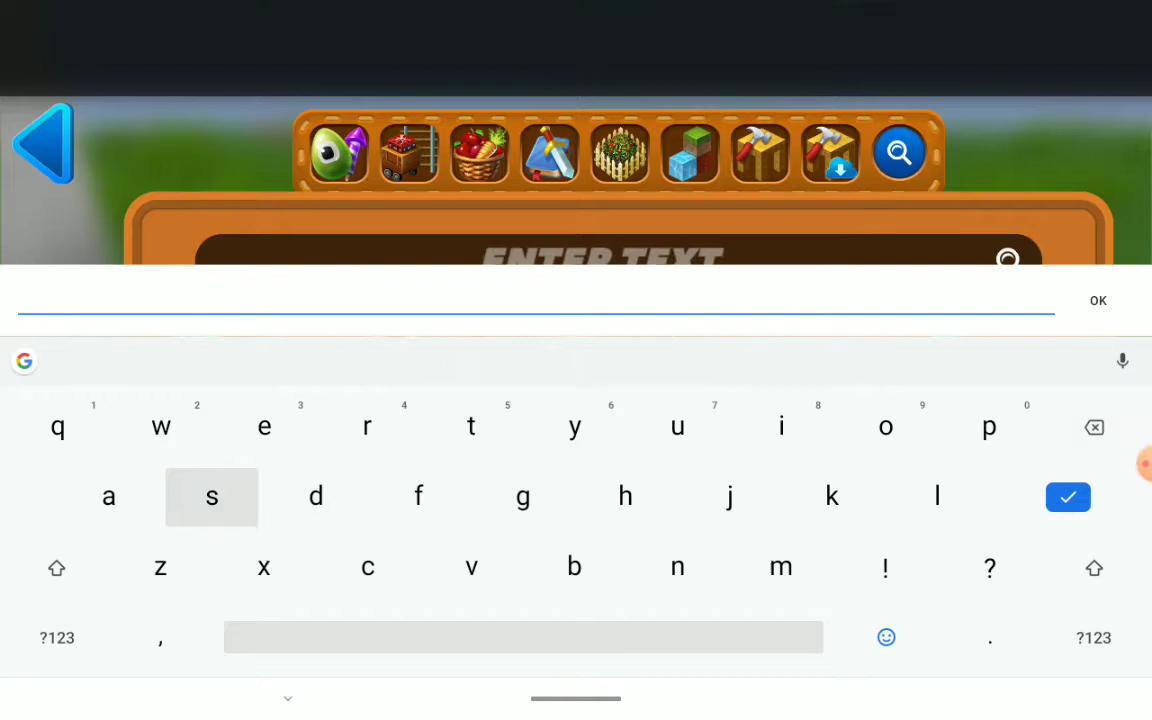 ENTER TEXT
OK
1 2 3 4 5 6 7 8 9 0
q w e r t y u i o p
a s d f g h j k l
z x c v b n m ! ?
?123 , . ?123